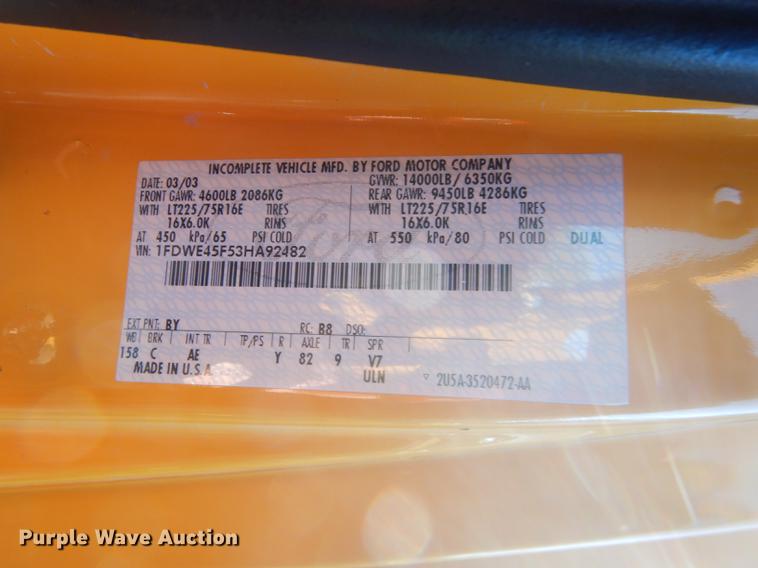 INCOMPLETE VEHICLE MFD. BY FORD MOTOR COMPANY
DATE: 03/03 GVWR: 14000LB/ 6350KG
FRONT GAWR: 4600LB 2086KG REAR GAWR: 9450LB 4286KG
WITH LT225/75R16E TIRES WITH LT225/75R16E TIRES
16X6.0K RIMS 16X6.0K RIMS
AT 450 kPa/65 PSI COLD AT 550 kPa/80 PSI COLD DUAL
VIN: 1FDWE45F53HA92482
EXT PNT: BY RC: B8 DSO:
WB BRK INT TR TP/PS R AXLE TR SPR
158 C AE Y 82 9 V7
MADE IN U.S.A. ULN ▽ 2U5A-3520472-AA
Purple Wave Auction